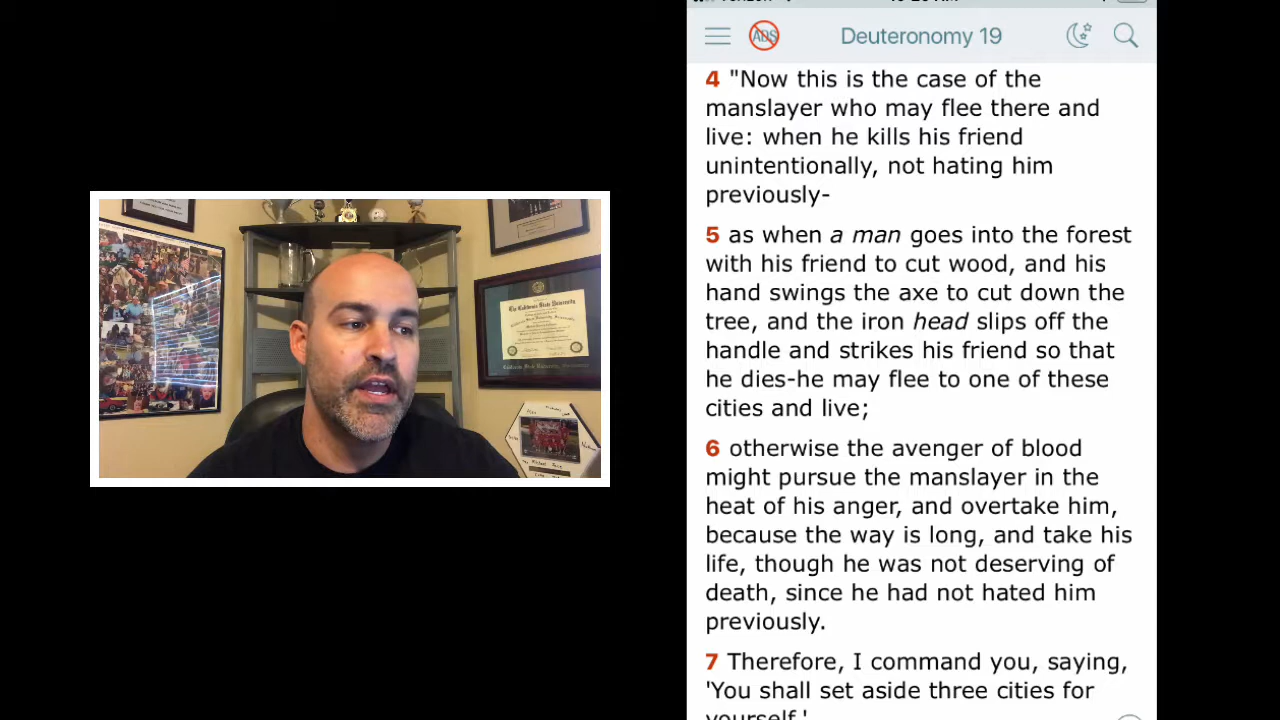 ADS
Deuteronomy 19
4 "Now this is the case of the
manslayer who may flee there and
live: when he kills his friend
unintentionally, not hating him
previously-
5 as when a man goes into the forest
with his friend to cut wood, and his
hand swings the axe to cut down the
tree, and the iron head slips off the
handle and strikes his friend so that
he dies-he may flee to one of these
cities and live;
6 otherwise the avenger of blood
might pursue the manslayer in the
heat of his anger, and overtake him,
because the way is long, and take his
life, though he was not deserving of
death, since he had not hated him
previously.
7 Therefore, I command you, saying,
'You shall set aside three cities for
yourself.'
The California State University